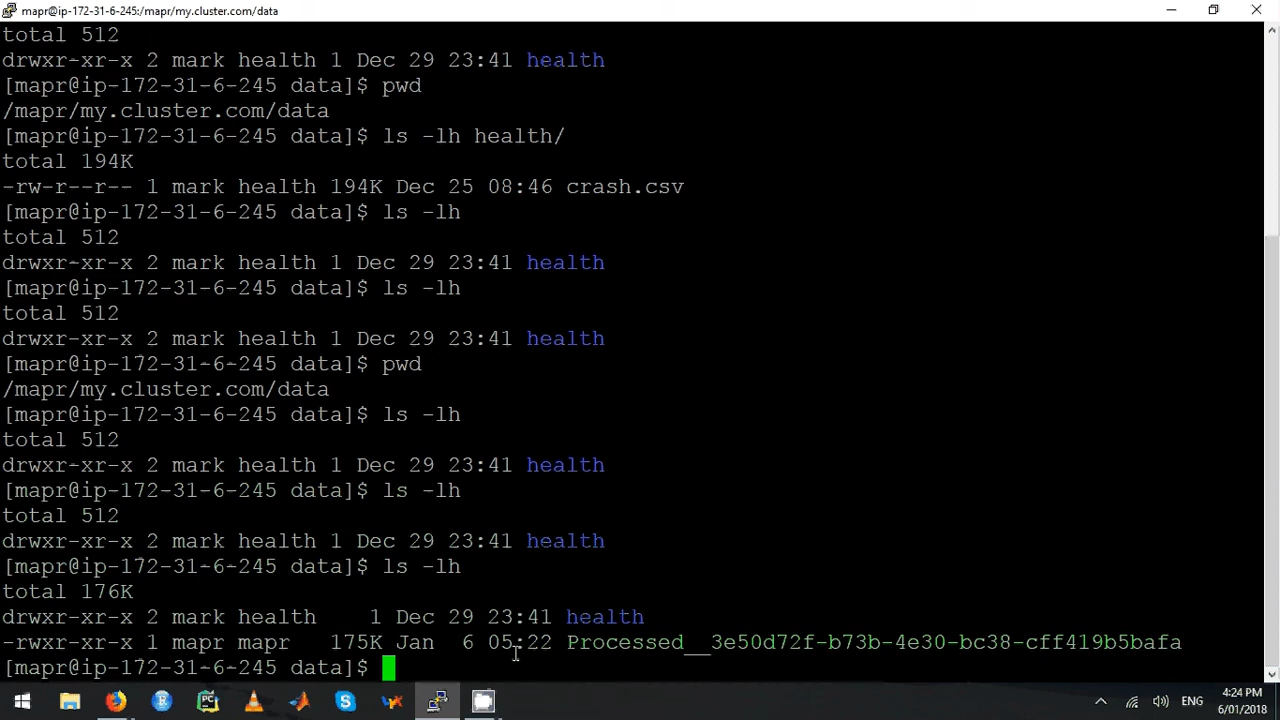 mapr@ip-172-31-6-245:/mapr/my.cluster.com/data
total 512
drwxr-xr-x 2 mark health 1 Dec 29 23:41 health
[mapr@ip-172-31-6-245 data]$ pwd
/mapr/my.cluster.com/data
[mapr@ip-172-31-6-245 data]$ ls -lh health/
total 194K
-rw-r--r-- 1 mark health 194K Dec 25 08:46 crash.csv
[mapr@ip-172-31-6-245 data]$ ls -lh
total 512
drwxr-xr-x 2 mark health 1 Dec 29 23:41 health
[mapr@ip-172-31-6-245 data]$ ls -lh
total 512
drwxr-xr-x 2 mark health 1 Dec 29 23:41 health
[mapr@ip-172-31-6-245 data]$ pwd
/mapr/my.cluster.com/data
[mapr@ip-172-31-6-245 data]$ ls -lh
total 512
drwxr-xr-x 2 mark health 1 Dec 29 23:41 health
[mapr@ip-172-31-6-245 data]$ ls -lh
total 512
drwxr-xr-x 2 mark health 1 Dec 29 23:41 health
[mapr@ip-172-31-6-245 data]$ ls -lh
total 176K
drwxr-xr-x 2 mark health    1 Dec 29 23:41 health
-rwxr-xr-x 1 mapr mapr   175K Jan  6 05:22 Processed__3e50d72f-b73b-4e30-bc38-cff419b5bafa
[mapr@ip-172-31-6-245 data]$
ENG
4:24 PM
6/01/2018